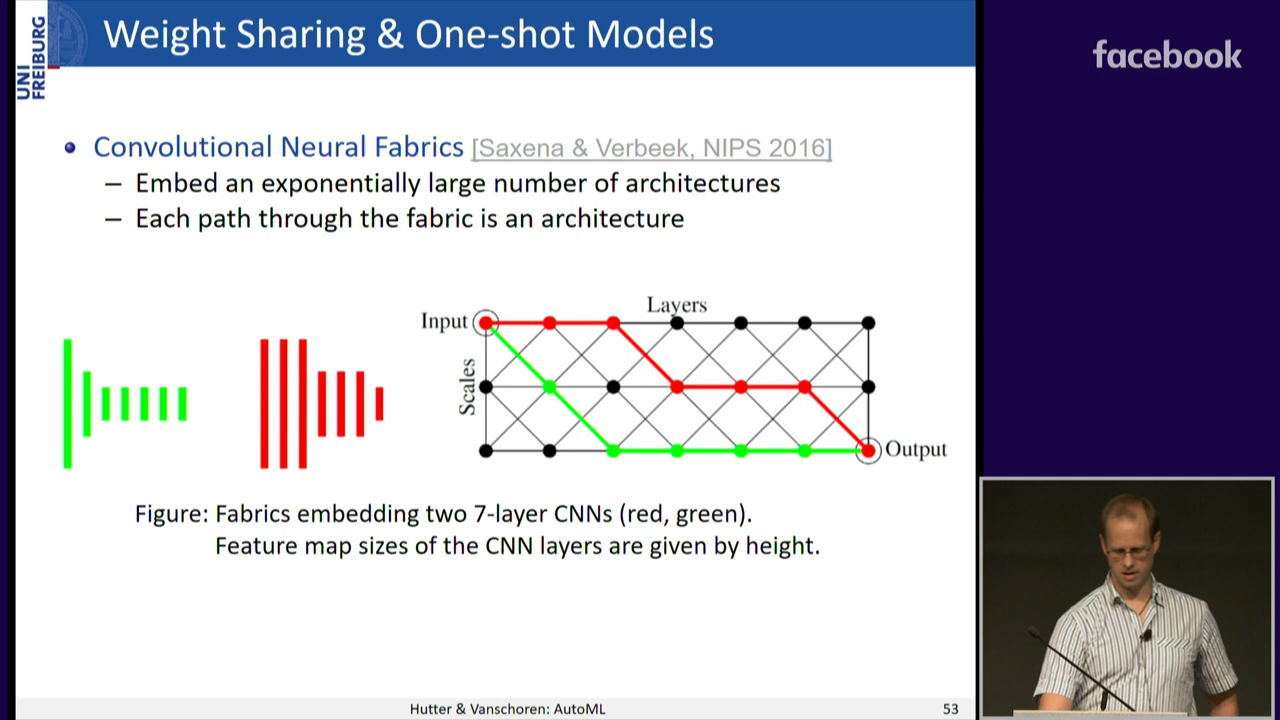 UNI
FREIBURG
Weight Sharing & One-shot Models
facebook
Convolutional Neural Fabrics [Saxena & Verbeek, NIPS 2016]
– Embed an exponentially large number of architectures
– Each path through the fabric is an architecture
Layers
Input
Scales
Output
Figure: Fabrics embedding two 7-layer CNNs (red, green).
Feature map sizes of the CNN layers are given by height.
Hutter & Vanschoren: AutoML
53